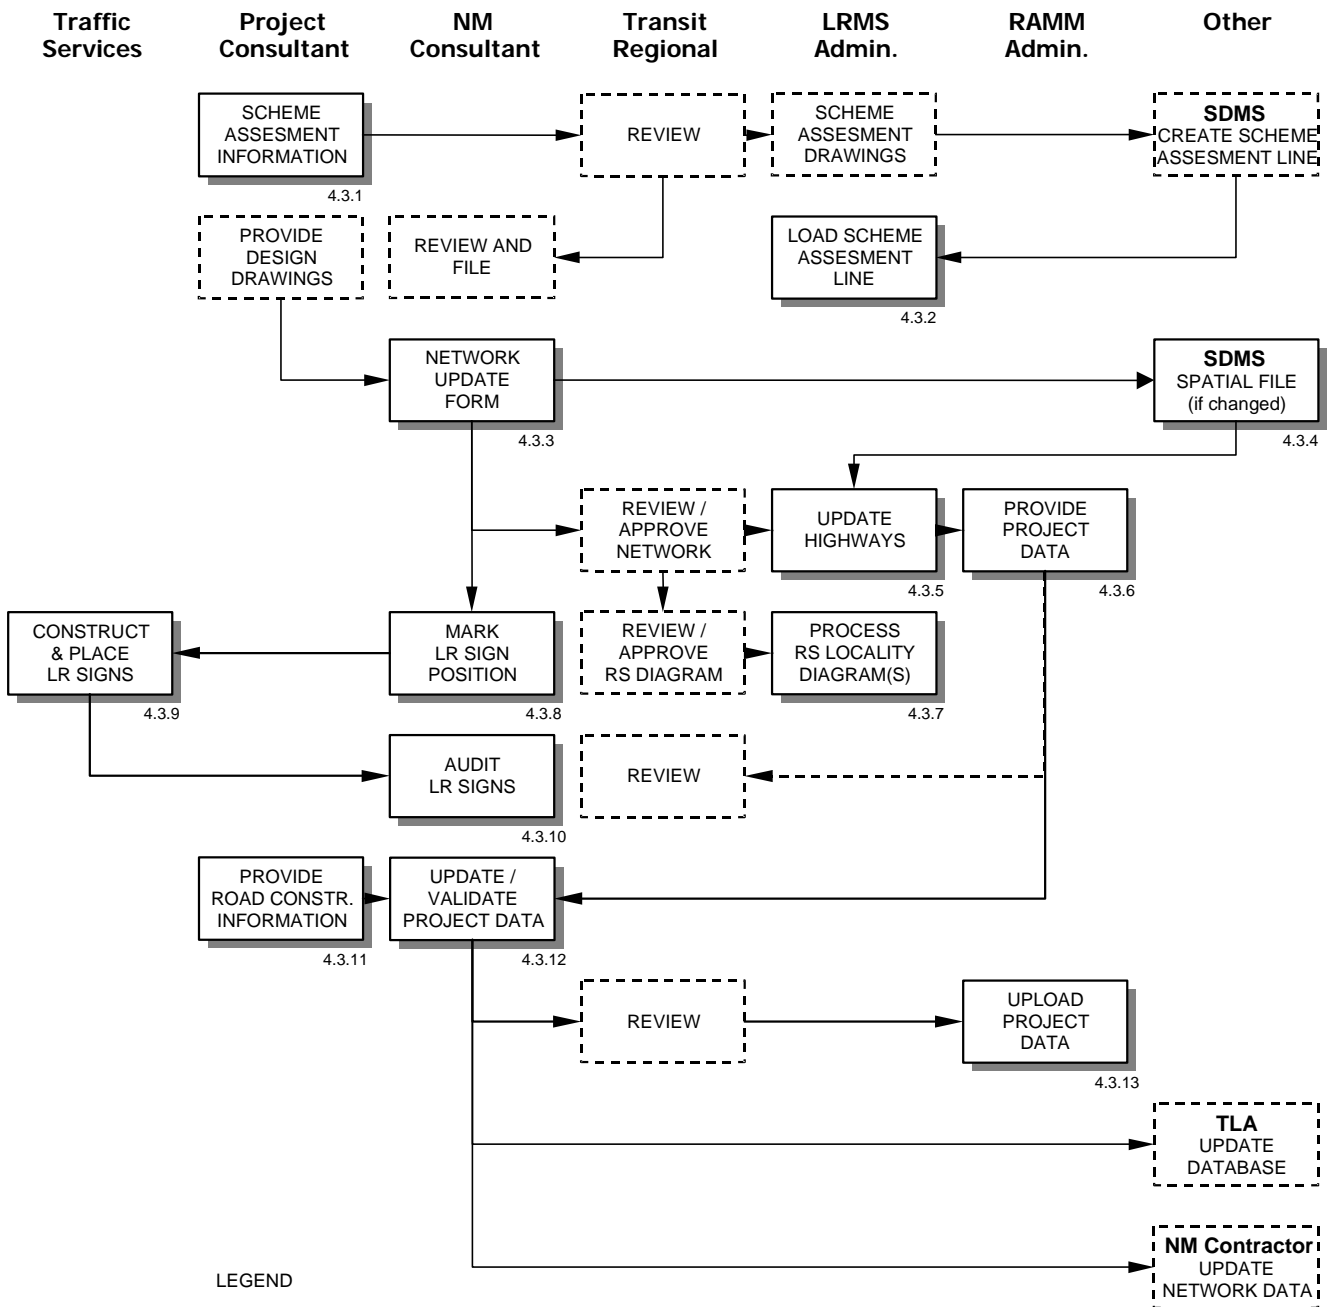 Traffic
Services
Project
Consultant
NM
Consultant
Transit
Regional
LRMS
Admin.
RAMM
Admin.
Other
SCHEME
ASSESMENT
INFORMATION
4.3.1
REVIEW
SCHEME
ASSESMENT
DRAWINGS
SDMS
CREATE SCHEME
ASSESMENT LINE
PROVIDE
DESIGN
DRAWINGS
REVIEW AND
FILE
LOAD SCHEME
ASSESMENT
LINE
4.3.2
NETWORK
UPDATE
FORM
4.3.3
SDMS
SPATIAL FILE
(if changed)
4.3.4
REVIEW /
APPROVE
NETWORK
UPDATE
HIGHWAYS
4.3.5
PROVIDE
PROJECT
DATA
4.3.6
CONSTRUCT
& PLACE
LR SIGNS
4.3.9
MARK
LR SIGN
POSITION
4.3.8
REVIEW /
APPROVE
RS DIAGRAM
PROCESS
RS LOCALITY
DIAGRAM(S)
4.3.7
AUDIT
LR SIGNS
4.3.10
REVIEW
PROVIDE
ROAD CONSTR.
INFORMATION
4.3.11
UPDATE /
VALIDATE
PROJECT DATA
4.3.12
REVIEW
UPLOAD
PROJECT
DATA
4.3.13
TLA
UPDATE
DATABASE
NM Contractor
UPDATE
NETWORK DATA
LEGEND